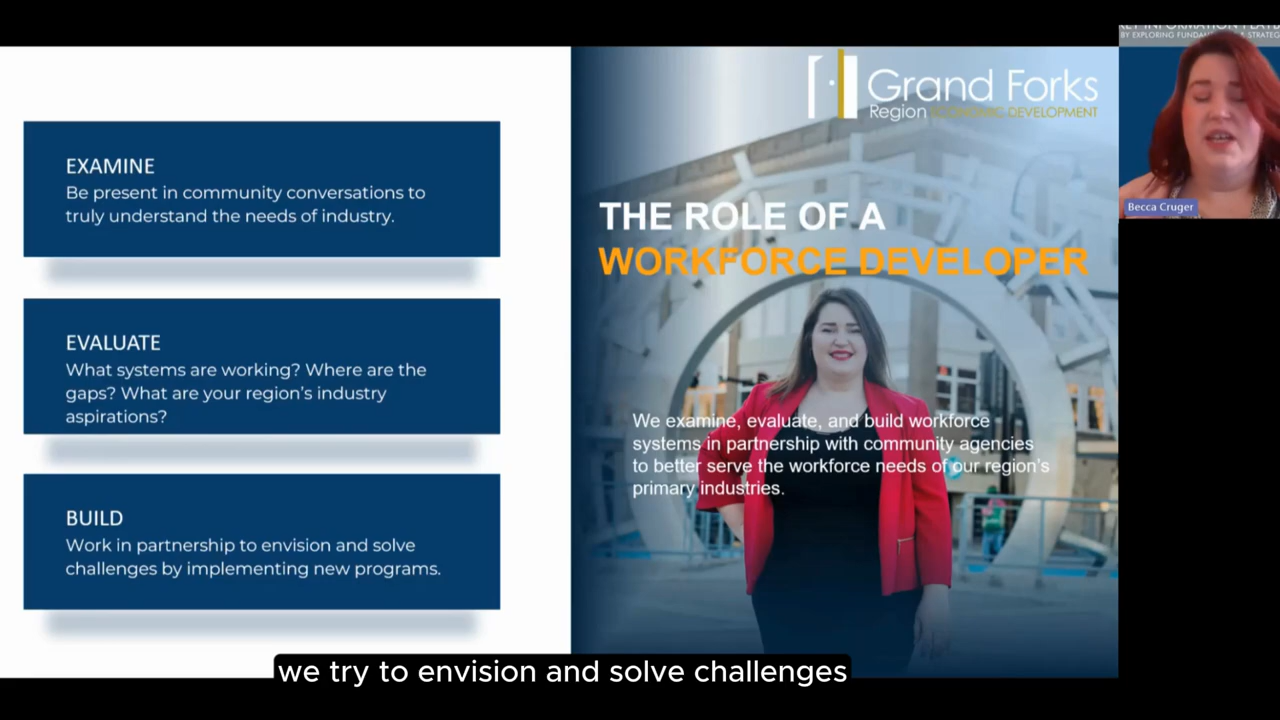 EXAMINE
Be present in community conversations to
truly understand the needs of industry.
EVALUATE
What systems are working? Where are the
gaps? What are your region's industry
aspirations?
BUILD
Work in partnership to envision and solve
challenges by implementing new programs.
Grand Forks
Region ECONOMIC DEVELOPMENT
THE ROLE OF A
WORKFORCE DEVELOPER
We examine, evaluate, and build workforce
systems in partnership with community agencies
to better serve the workforce needs of our region's
primary industries.
BY EXPLORING
Becca Cruger
we try to envision and solve challenges